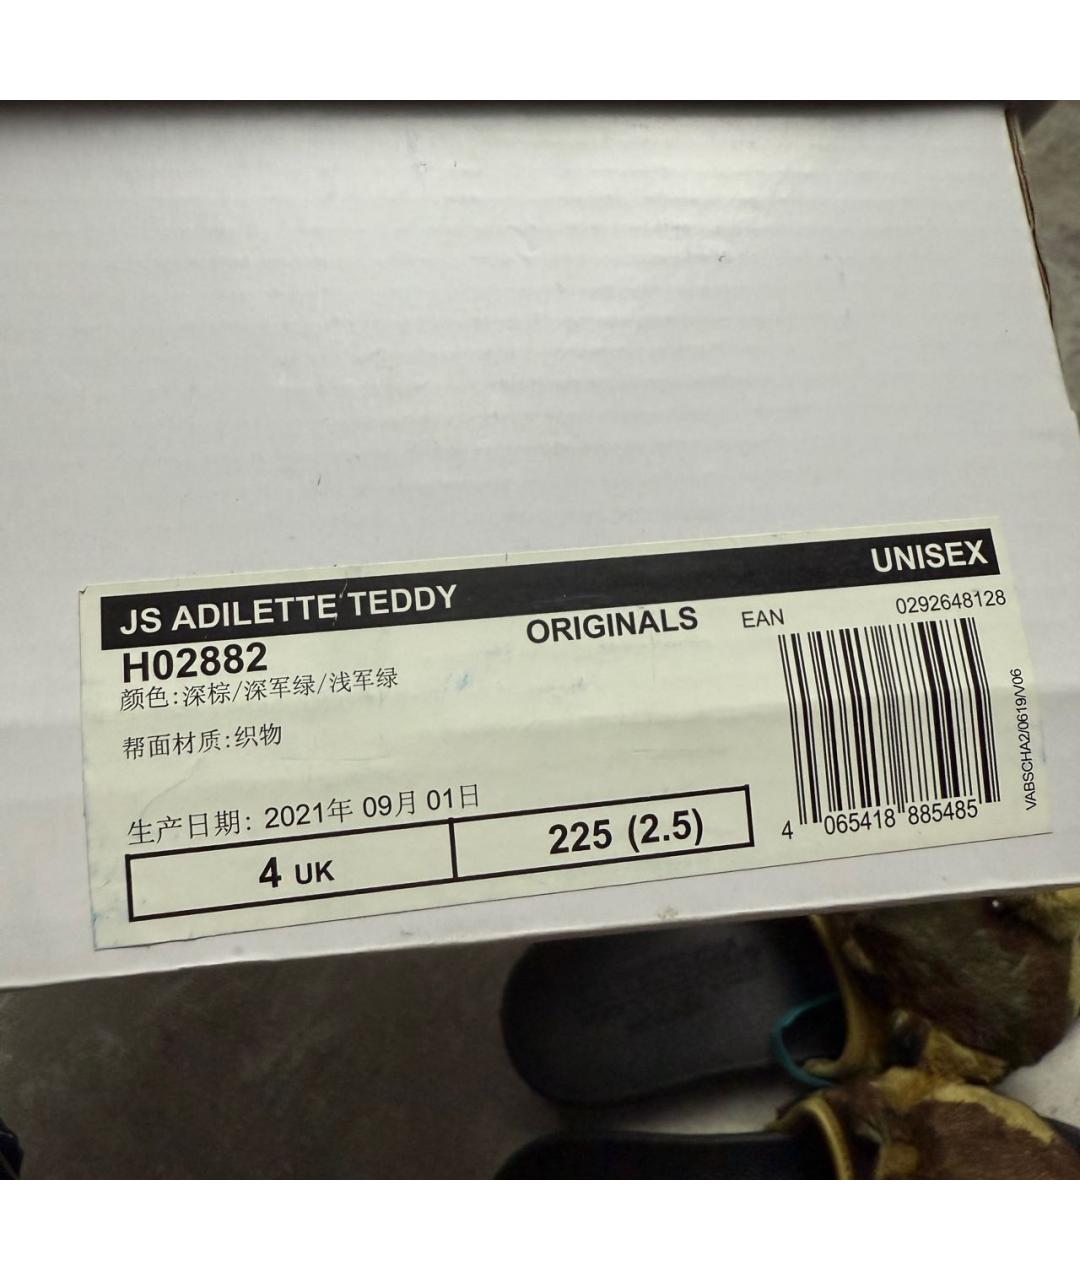 JS ADILETTE TEDDY
UNISEX
H02882
ORIGINALS
EAN
0292648128
颜色:深棕/深军绿/浅军绿
帮面材质:织物
生产日期: 2021年 09月 01日
4 UK
225 (2.5)
4 065418 885485
VABSCHA2/0619/V06